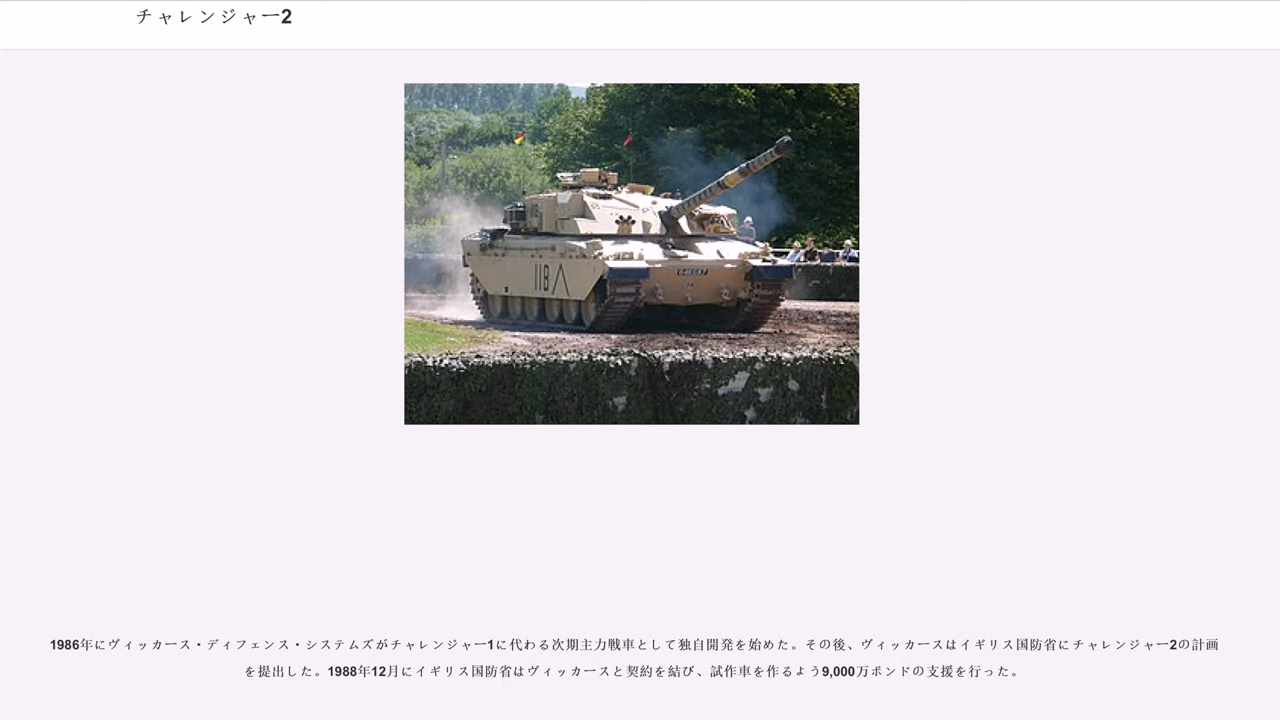 チャレンジャー2
11B
1986年にヴィッカース・ディフェンス・システムズがチャレンジャー1に代わる次期主力戦車として独自開発を始めた。その後、ヴィッカースはイギリス国防省にチャレンジャー2の計画
を提出した。1988年12月にイギリス国防省はヴィッカースと契約を結び、試作車を作るよう9,000万ポンドの支援を行った。